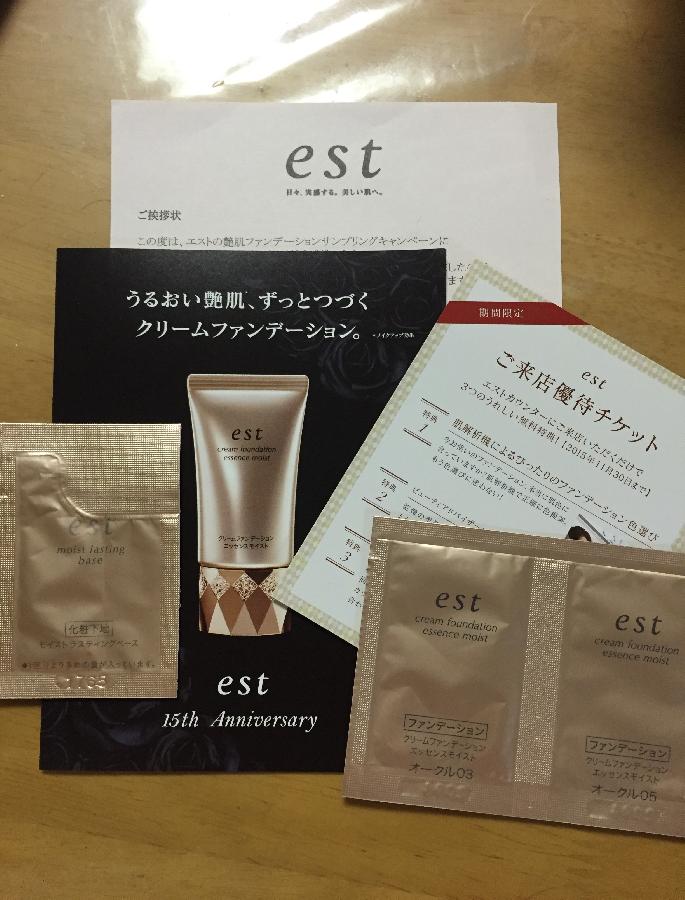 est
日々、実感する。美しい肌へ。
ご挨拶状
この度は、エストの艶肌ファンデーションサンプリングキャンペーンに
うるおい艶肌、ずっとつづく
クリームファンデーション。
est
cream foundation
essence moist
クリームファンデーション
エッセンスモイスト
est
15th Anniversary
期間限定
est
ご来店優待チケット
エストカウンターにご来店いただくだけで
3つのうれしい無料特典!【2015年11月30日まで】
特典
1
肌解析機によるぴったりのファンデーション色選び
特典
2
特典
3
est
moist lasting
base
化粧下地
モイストラスティングベース
est
cream foundation
essence moist
ファンデーション
クリームファンデーション
エッセンスモイスト
オークル03
est
cream foundation
essence moist
ファンデーション
クリームファンデーション
エッセンスモイスト
オークル05